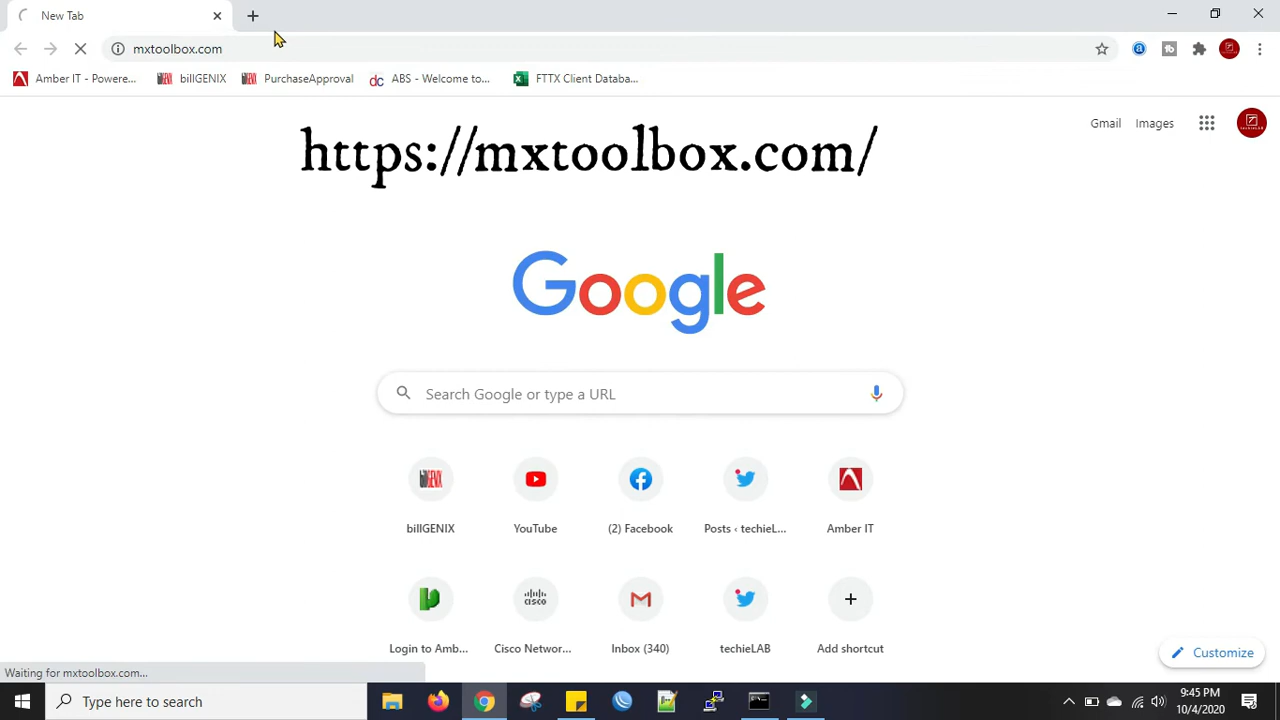 New Tab
mxtoolbox.com
Amber IT - Powere...
billGENIX
PurchaseApproval
ABS - Welcome to...
FTTX Client Databa...
https://mxtoolbox.com/
Gmail
Images
Google
Search Google or type a URL
billGENIX
YouTube
(2) Facebook
Posts ‹ techieL...
Amber IT
Login to Amb...
Cisco Networ...
Inbox (340)
techieLAB
Add shortcut
Customize
Waiting for mxtoolbox.com...
Type here to search
9:45 PM
10/4/2020